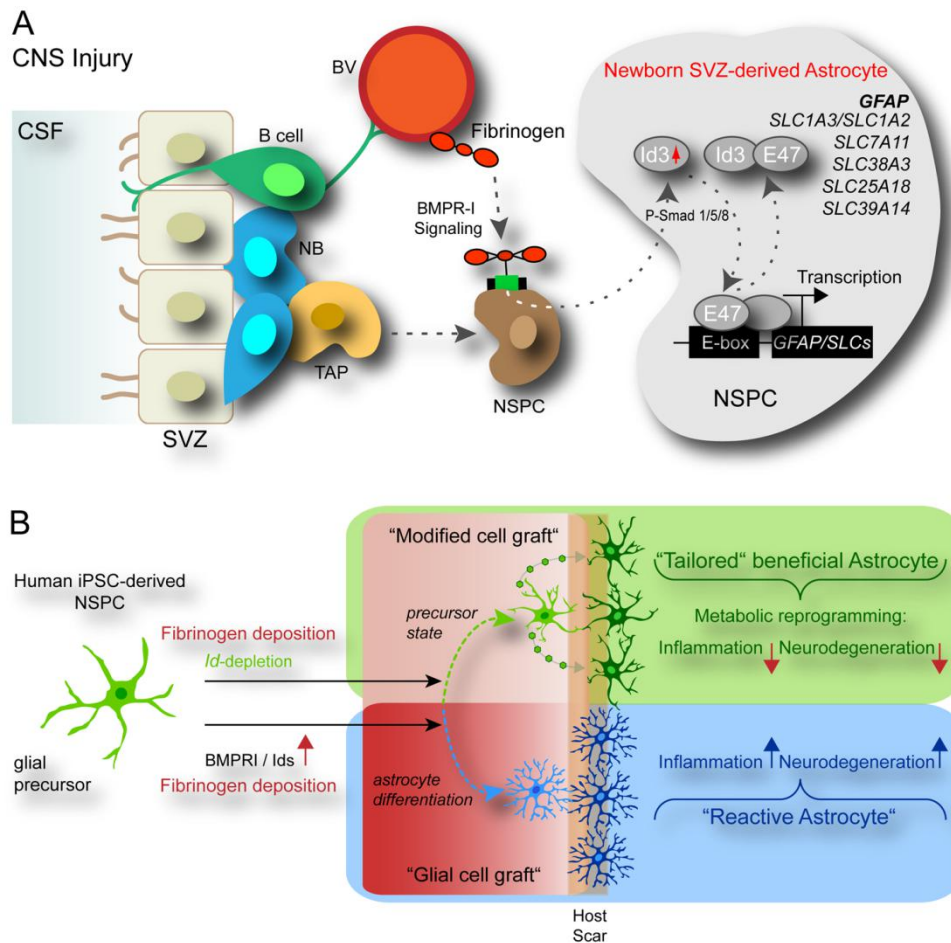 A
CNS Injury
CSF
B cell
BV
Fibrinogen
BMPR-I
Signaling
NB
TAP
SVZ
NSPC
Newborn SVZ-derived Astrocyte
GFAP
SLC1A3/SLC1A2
SLC7A11
SLC38A3
SLC25A18
SLC39A14
Id3
Id3
E47
P-Smad 1/5/8
Transcription
E47
E-box
GFAP/SLCs
NSPC
B
Human iPSC-derived
NSPC
glial
precursor
Fibrinogen deposition
Id-depletion
BMPRI / Ids
Fibrinogen deposition
"Modified cell graft"
precursor
state
astrocyte
differentiation
"Glial cell graft"
Host
Scar
"Tailored" beneficial Astrocyte
Metabolic reprogramming:
Inflammation Neurodegeneration
Inflammation Neurodegeneration
"Reactive Astrocyte"